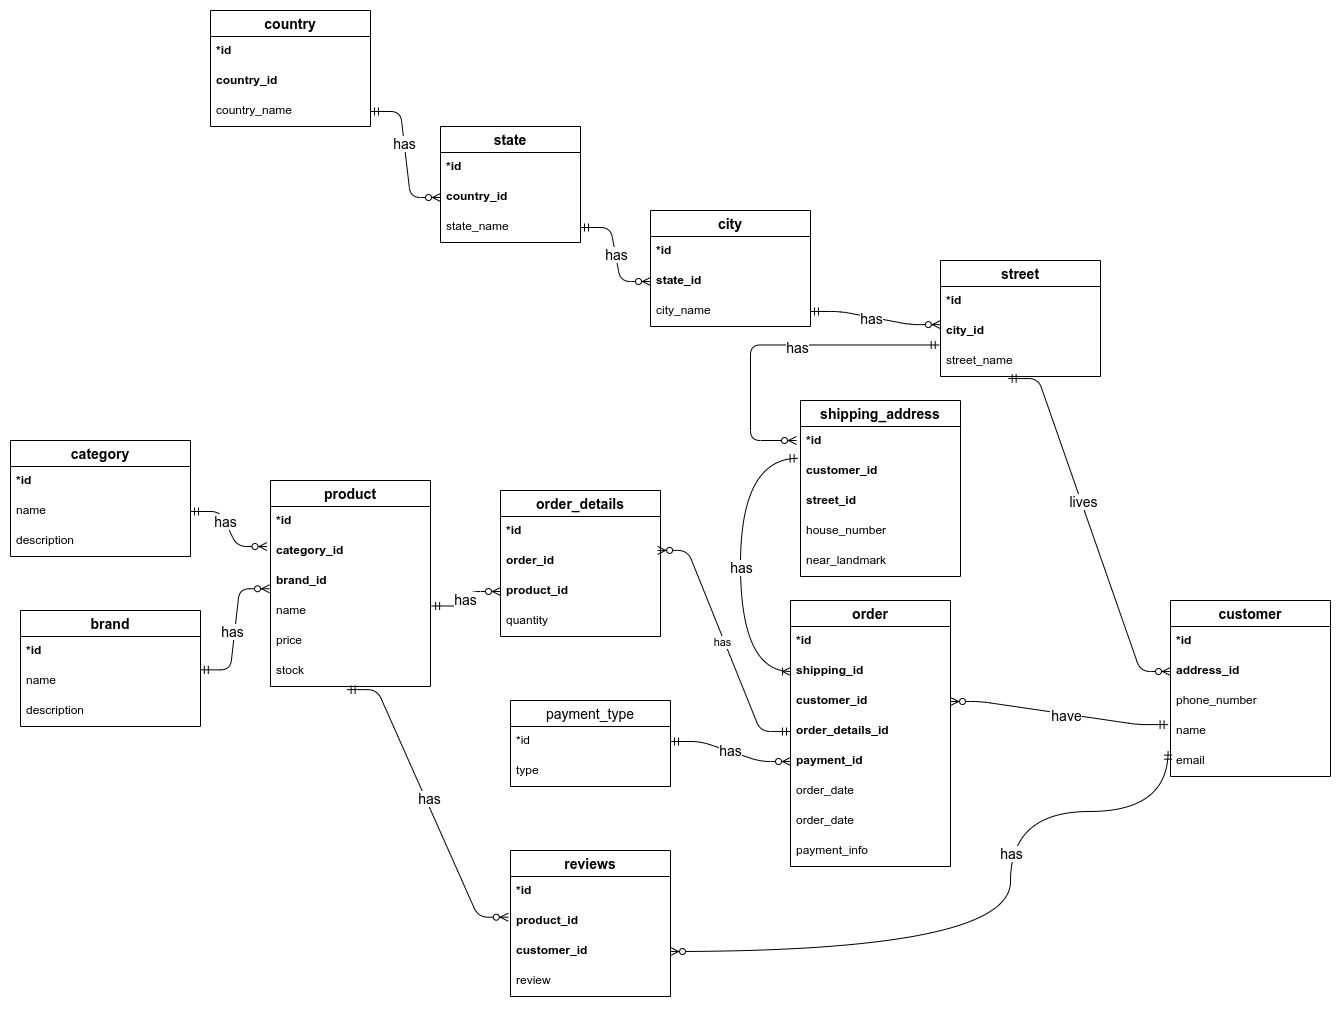 country
*id
country_id
country_name
has
state
*id
country_id
state_name
has
city
*id
state_id
city_name
has
street
*id
city_id
street_name
has
lives
shipping_address
*id
customer_id
street_id
house_number
near_landmark
has
category
*id
name
description
has
brand
*id
name
description
has
product
*id
category_id
brand_id
name
price
stock
has
order_details
*id
order_id
product_id
quantity
has
payment_type
*id
type
has
order
*id
shipping_id
customer_id
order_details_id
payment_id
order_date
order_date
payment_info
have
customer
*id
address_id
phone_number
name
email
has
has
reviews
*id
product_id
customer_id
review